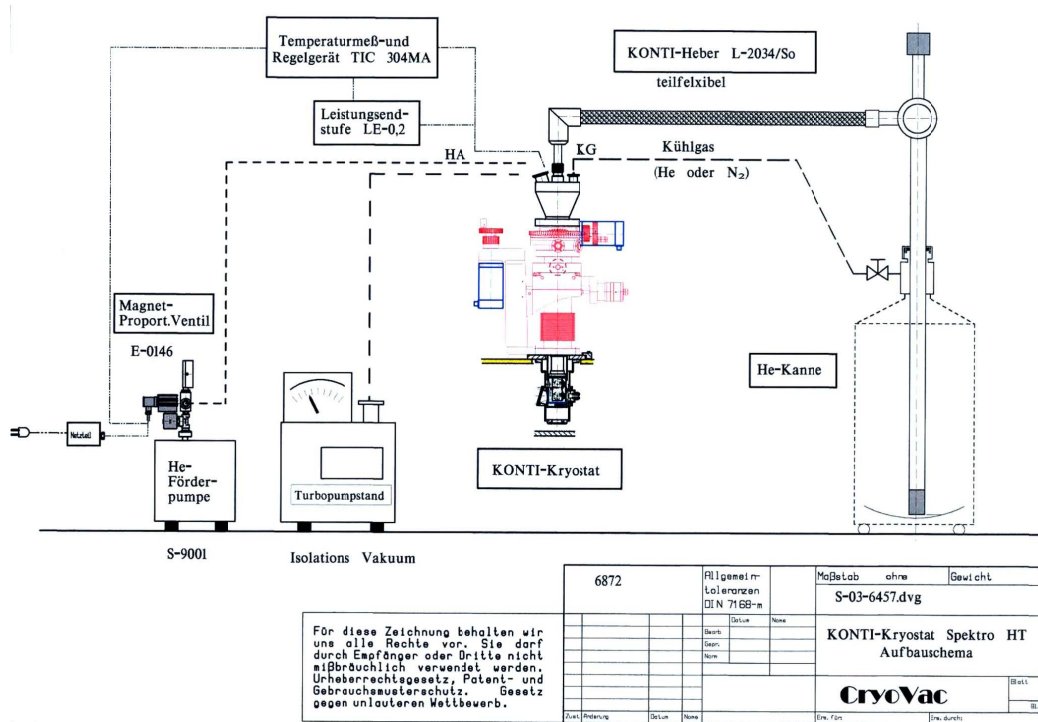 Temperaturmeß-und
Regelgerät TIC 304MA
KONTI-Heber L-2034/So
teilfelxibel
Leistungsend-
stufe LE-0,2
HA
KG
Kühlgas
(He oder N₂)
Magnet-
Proport.Ventil
E-0146
He-Kanne
Netzteil
He-
Förder-
pumpe
Turbopumpstand
KONTI-Kryostat
S-9001
Isolations Vakuum
6872
Allgemein-
toleranzen
DIN 7168-m
Maßstab ohne
Gewicht
S-03-6457.dvg
Datum
Name
Bearb
Gepr.
Norm
KONTI-Kryostat Spektro HT
Aufbauschema
Für diese Zeichnung behalten wir
uns alle Rechte vor. Sie darf
durch Empfänger oder Dritte nicht
mißbräuchlich verwendet werden.
Urheberrechtsgesetz, Patent- und
Gebrauchsmusterschutz. Gesetz
gegen unlauteren Wettbewerb.
CryoVac
Blatt
Bl.
Zust.
Änderung
Datum
Name
Ers. für:
Ers. durch: